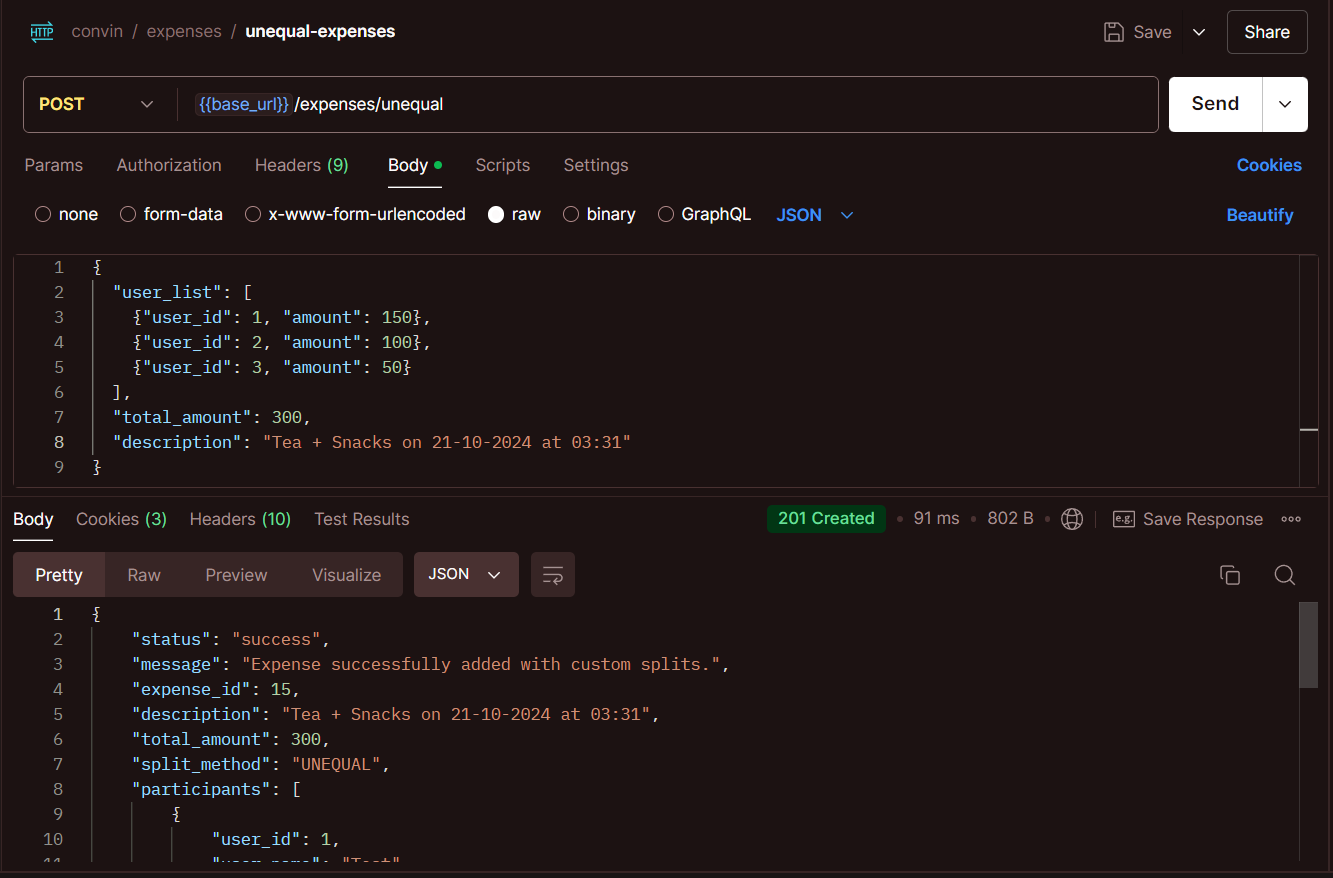 HTTP convin / expenses / unequal-expenses Save Share
POST {{base_url}} /expenses/unequal Send
Params Authorization Headers (9) Body Scripts Settings Cookies
none form-data x-www-form-urlencoded raw binary GraphQL JSON Beautify
1 {
2 "user_list": [
3 {"user_id": 1, "amount": 150},
4 {"user_id": 2, "amount": 100},
5 {"user_id": 3, "amount": 50}
6 ],
7 "total_amount": 300,
8 "description": "Tea + Snacks on 21-10-2024 at 03:31"
9 }
Body Cookies (3) Headers (10) Test Results 201 Created • 91 ms • 802 B • e.g. Save Response
Pretty Raw Preview Visualize JSON
1 {
2 "status": "success",
3 "message": "Expense successfully added with custom splits.",
4 "expense_id": 15,
5 "description": "Tea + Snacks on 21-10-2024 at 03:31",
6 "total_amount": 300,
7 "split_method": "UNEQUAL",
8 "participants": [
9 {
10 "user_id": 1,